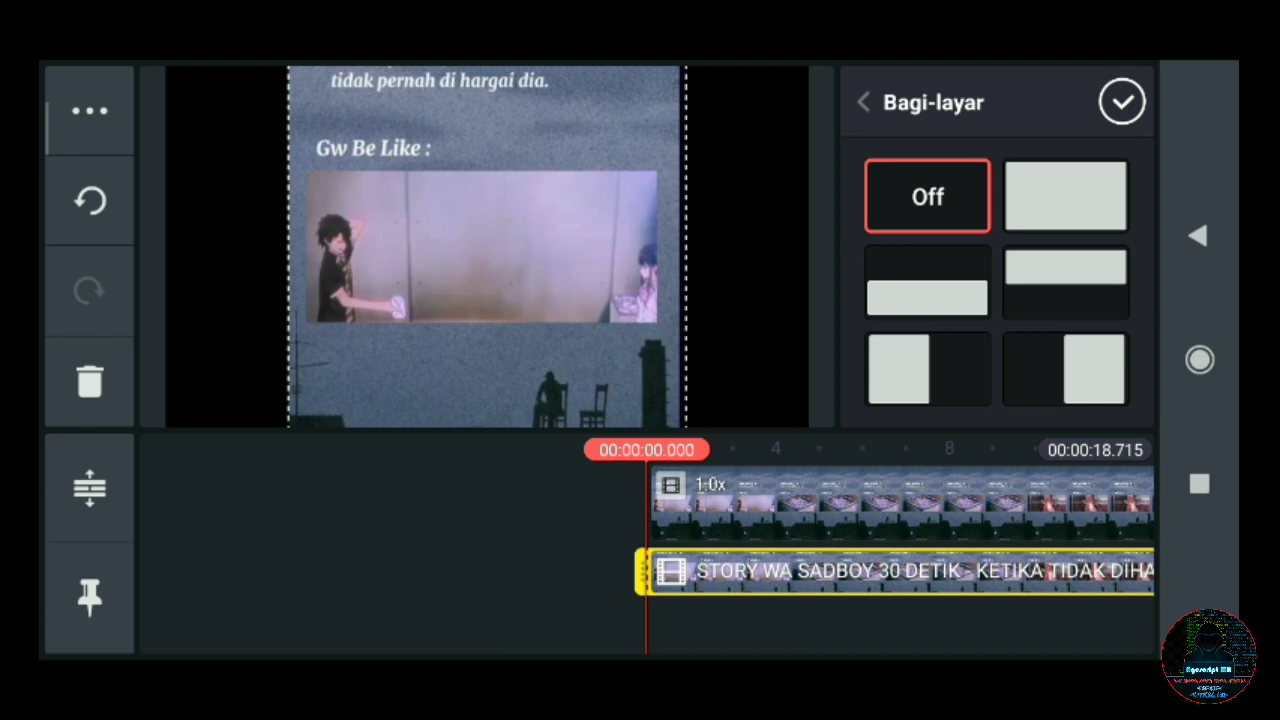 tidak pernah di hargai dia.
Gw Be Like :
Bagi-layar
Off
00:00:00.000
4
8
00:00:18.715
1.0x
STORY WA SADBOY 30 DETIK - KETIKA TIDAK DIHA